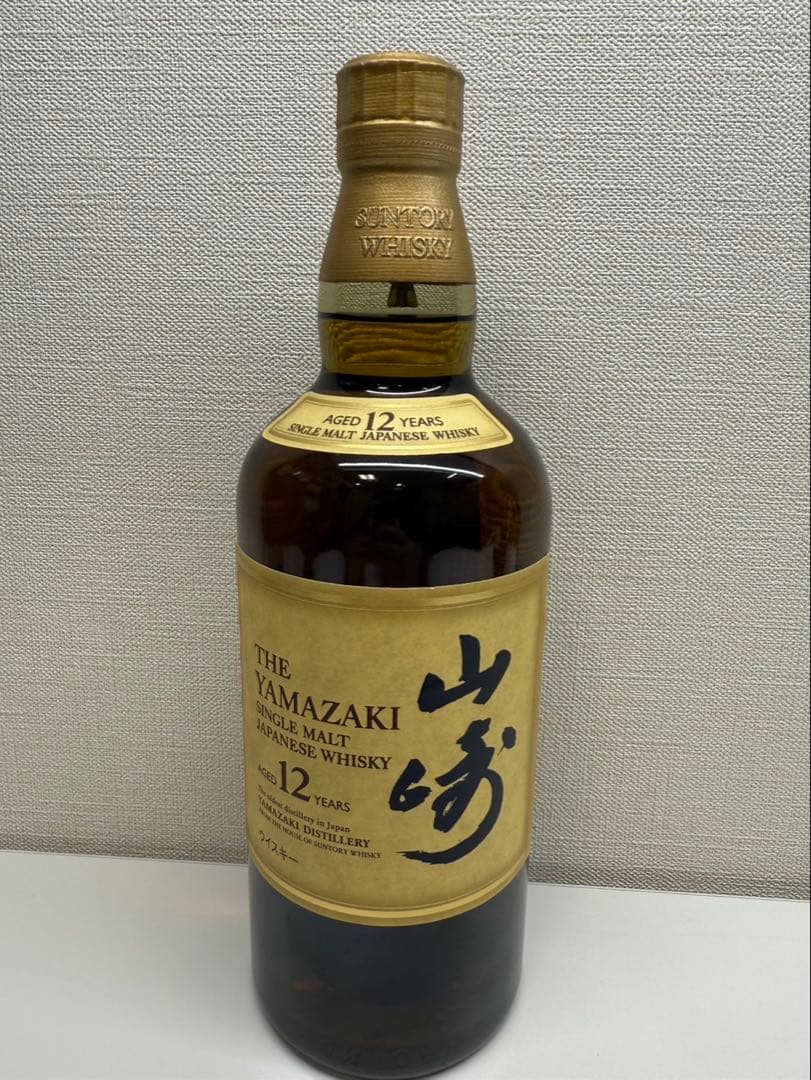 SUNTORY
WHISKY
AGED 12 YEARS
SINGLE MALT JAPANESE WHISKY
THE
YAMAZAKI
SINGLE MALT
JAPANESE WHISKY
AGED 12 YEARS
The oldest distillery in Japan
YAMAZAKI DISTILLERY
FROM THE HOUSE OF SUNTORY WHISKY
ウイスキー
山崎